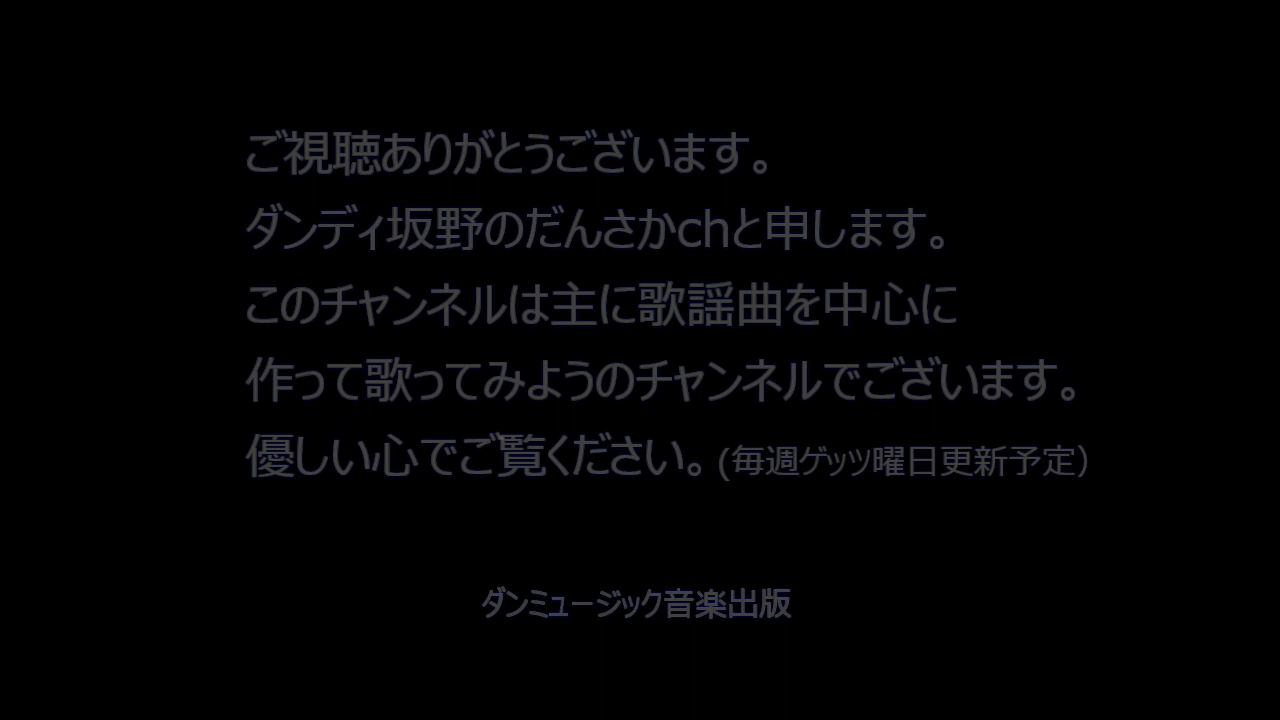 ご視聴ありがとうございます。
ダンディ坂野のだんさかchと申します。
このチャンネルは主に歌謡曲を中心に
作って歌ってみようのチャンネルでございます。
優しい心でご覧ください。(毎週ゲッツ曜日更新予定)
ダンミュージック音楽出版